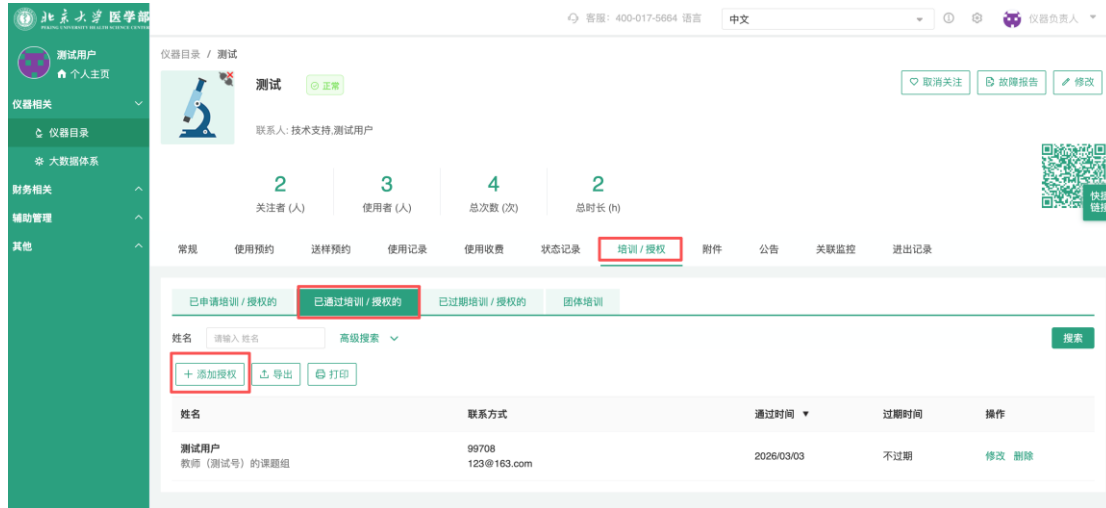 北京大学医学部
PEKING UNIVERSITY HEALTH SCIENCE CENTER
客服：400-017-5664 语言
中文
仪器负责人
测试用户
个人主页
仪器相关
仪器目录
大数据体系
财务相关
辅助管理
其他
仪器目录 / 测试
测试
正常
联系人: 技术支持,测试用户
取消关注
故障报告
修改
快捷
链接
2
关注者 (人)
3
使用者 (人)
4
总次数 (次)
2
总时长 (h)
常规 使用预约 送样预约 使用记录 使用收费 状态记录 培训 / 授权 附件 公告 关联监控 进出记录
已申请培训 / 授权的 已通过培训 / 授权的 已过期培训 / 授权的 团体培训
姓名 请输入 姓名 高级搜索
搜索
+ 添加授权 导出 打印
姓名 联系方式 通过时间 ▼ 过期时间 操作
测试用户 99708
教师（测试号）的课题组 123@163.com 2026/03/03 不过期 修改 删除